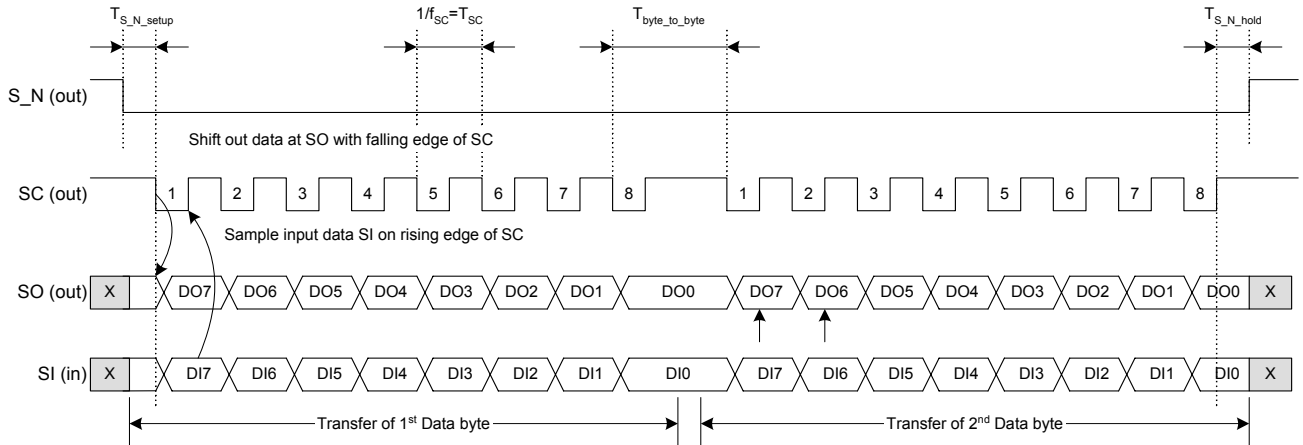 T_S_N_setup 1/f_SC=T_SC T_byte_to_byte T_S_N_hold
S_N (out)
Shift out data at SO with falling edge of SC
SC (out) 1 2 3 4 5 6 7 8 1 2 3 4 5 6 7 8
Sample input data SI on rising edge of SC
SO (out) X DO7 DO6 DO5 DO4 DO3 DO2 DO1 DO0 DO7 DO6 DO5 DO4 DO3 DO2 DO1 DO0 X
SI (in) X DI7 DI6 DI5 DI4 DI3 DI2 DI1 DI0 DI7 DI6 DI5 DI4 DI3 DI2 DI1 DI0 X
Transfer of 1st Data byte Transfer of 2nd Data byte